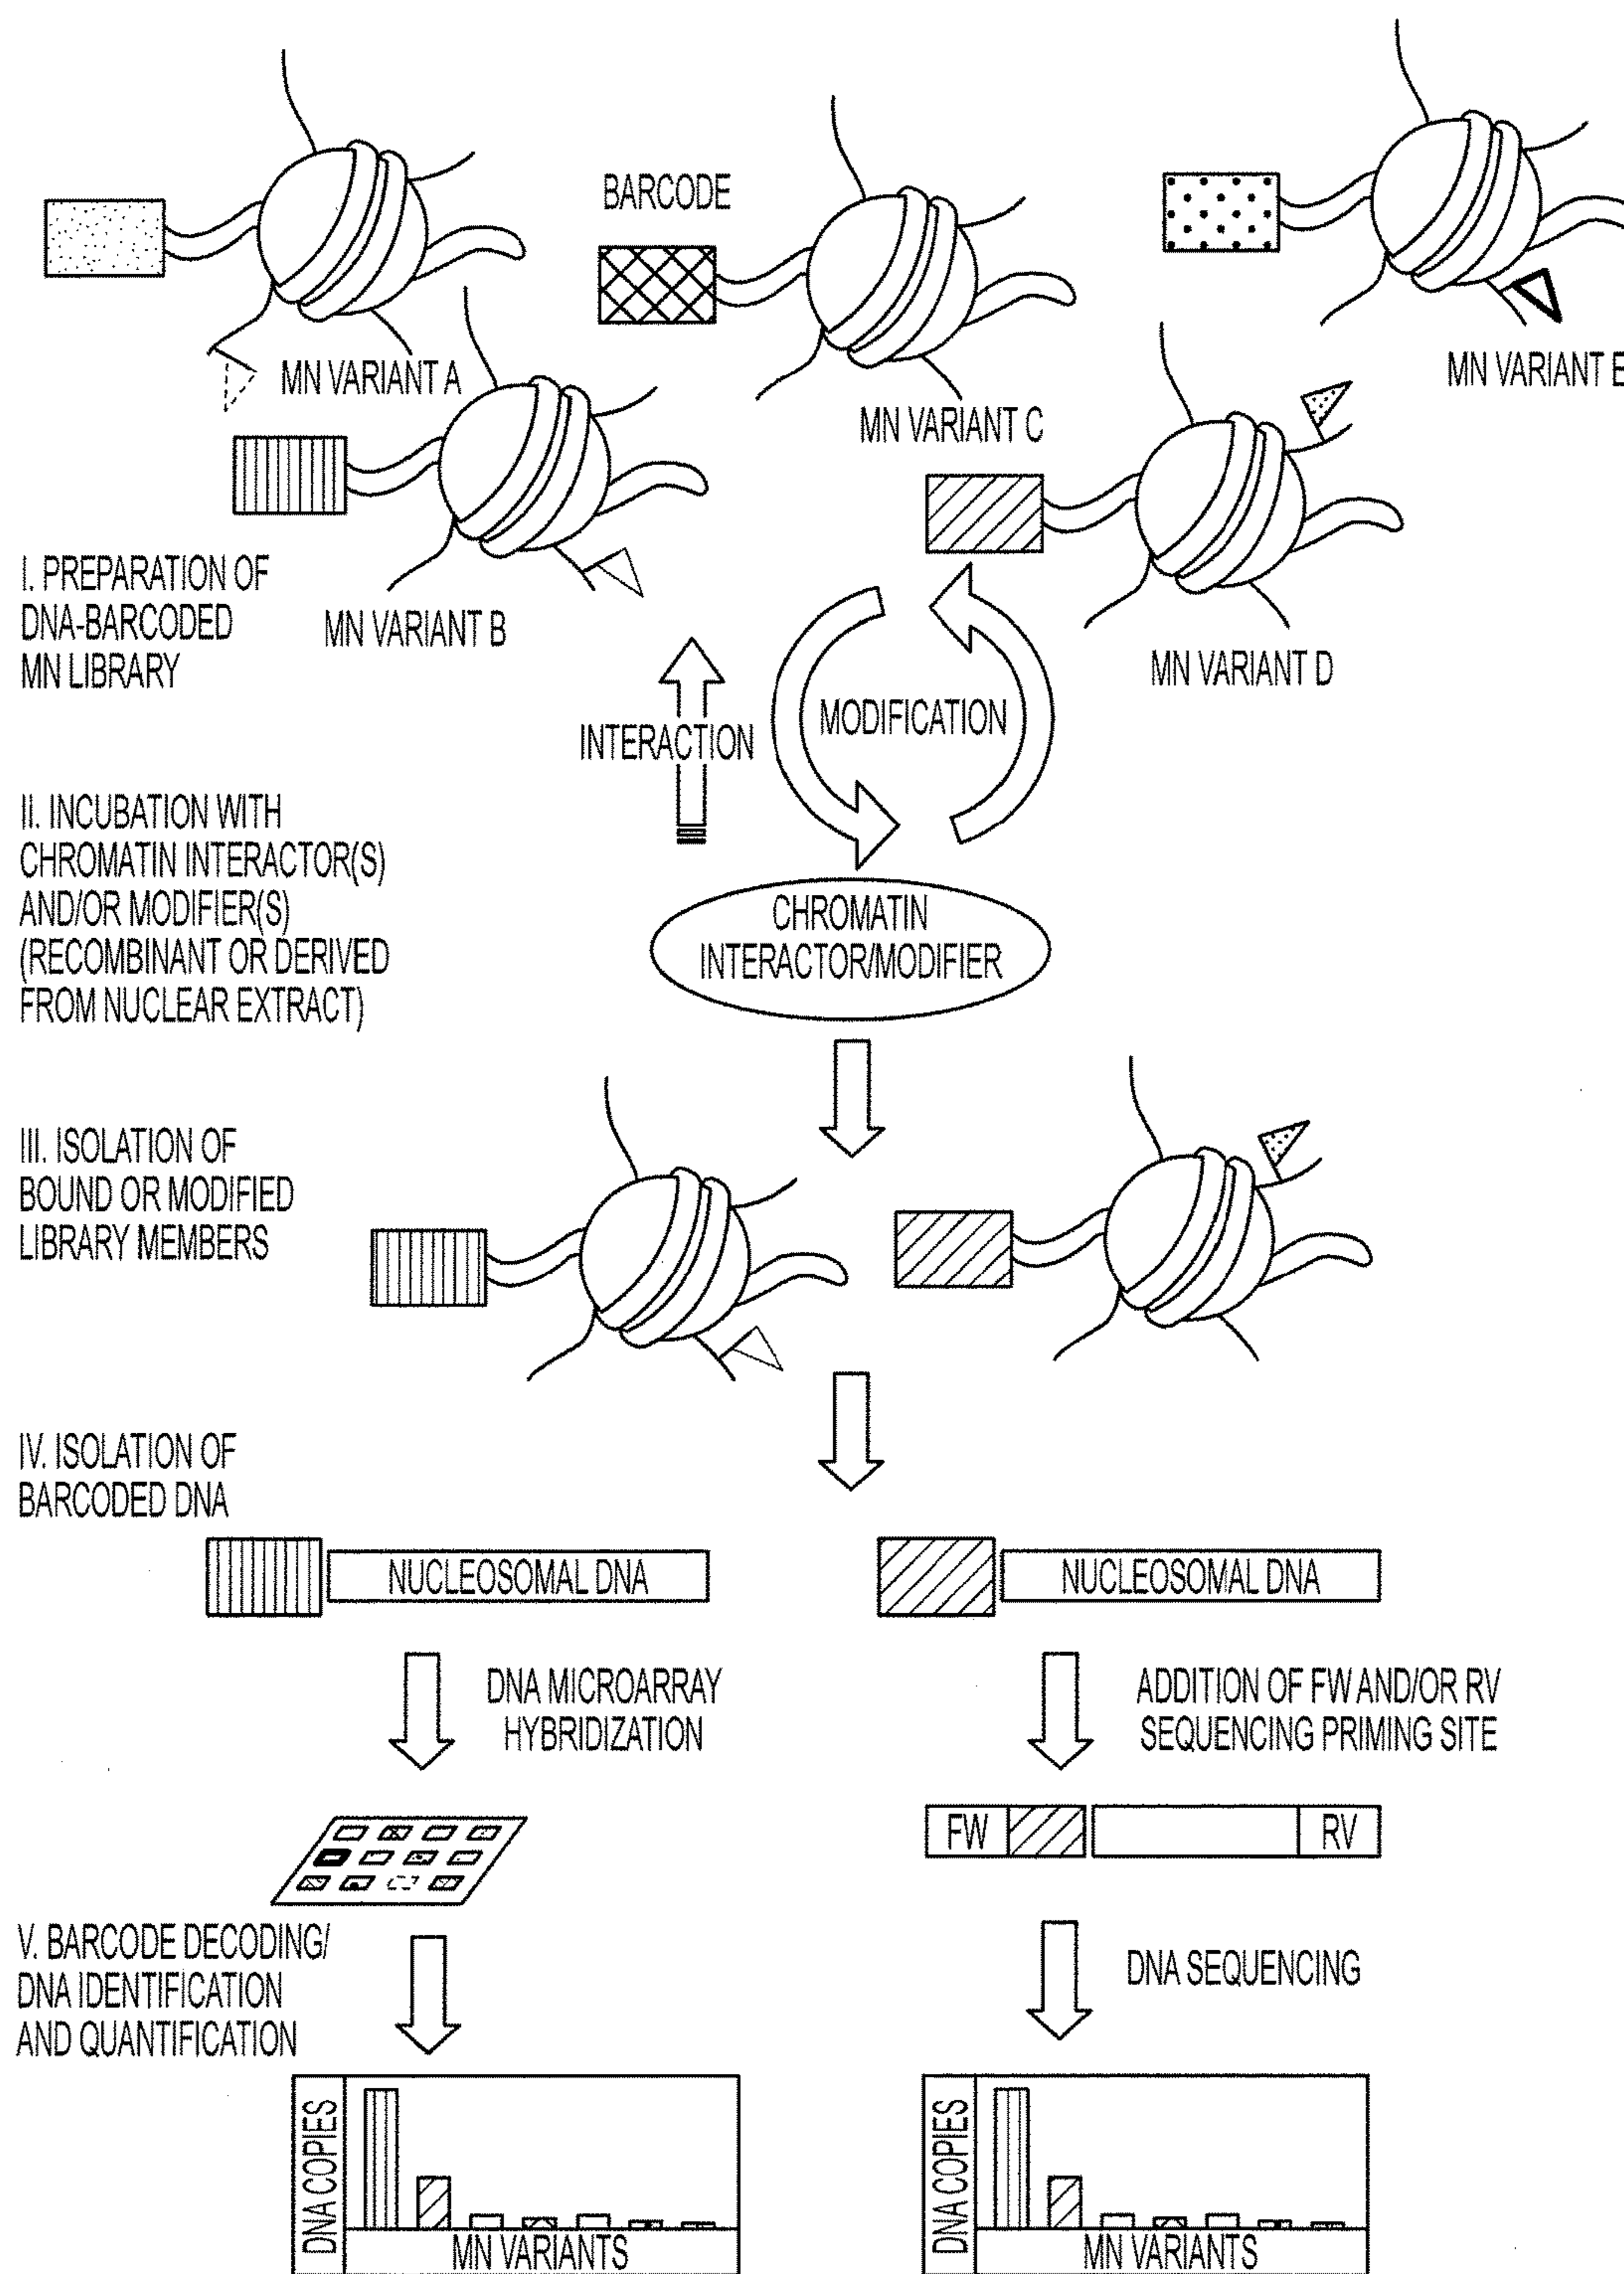 BARCODE
MN VARIANT A
MN VARIANT C
MN VARIANT E
MN VARIANT B
MN VARIANT D
I. PREPARATION OF
DNA-BARCODED
MN LIBRARY
INTERACTION
MODIFICATION
II. INCUBATION WITH
CHROMATIN INTERACTOR(S)
AND/OR MODIFIER(S)
(RECOMBINANT OR DERIVED
FROM NUCLEAR EXTRACT)
CHROMATIN
INTERACTOR/MODIFIER
III. ISOLATION OF
BOUND OR MODIFIED
LIBRARY MEMBERS
IV. ISOLATION OF
BARCODED DNA
NUCLEOSOMAL DNA
NUCLEOSOMAL DNA
DNA MICROARRAY
HYBRIDIZATION
ADDITION OF FW AND/OR RV
SEQUENCING PRIMING SITE
FW
RV
V. BARCODE DECODING/
DNA IDENTIFICATION
AND QUANTIFICATION
DNA SEQUENCING
DNA COPIES
MN VARIANTS
DNA COPIES
MN VARIANTS